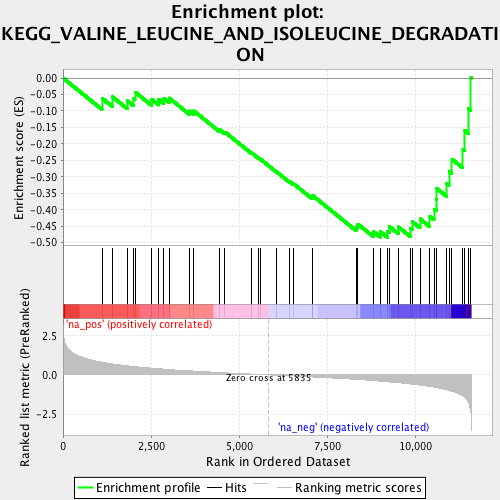 Enrichment plot:
KEGG_VALINE_LEUCINE_AND_ISOLEUCINE_DEGRADATI
ON
Enrichment score (ES)
0.00
-0.05
-0.10
-0.15
-0.20
-0.25
-0.30
-0.35
-0.40
-0.45
-0.50
'na_pos' (positively correlated)
Ranked list metric (PreRanked)
2.5
0.0
-2.5
Zero cross at 5835
'na_neg' (negatively correlated)
0
2,500
5,000
7,500
10,000
Rank in Ordered Dataset
Enrichment profile
Hits
Ranking metric scores